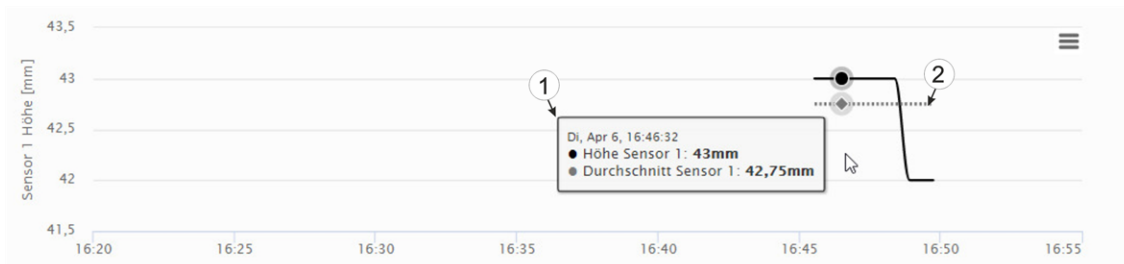 43,5
43
42,5
42
41,5
Sensor 1 Höhe [mm]
1
2
Di, Apr 6, 16:46:32
Höhe Sensor 1: 43mm
Durchschnitt Sensor 1: 42,75mm
16:20 16:25 16:30 16:35 16:40 16:45 16:50 16:55